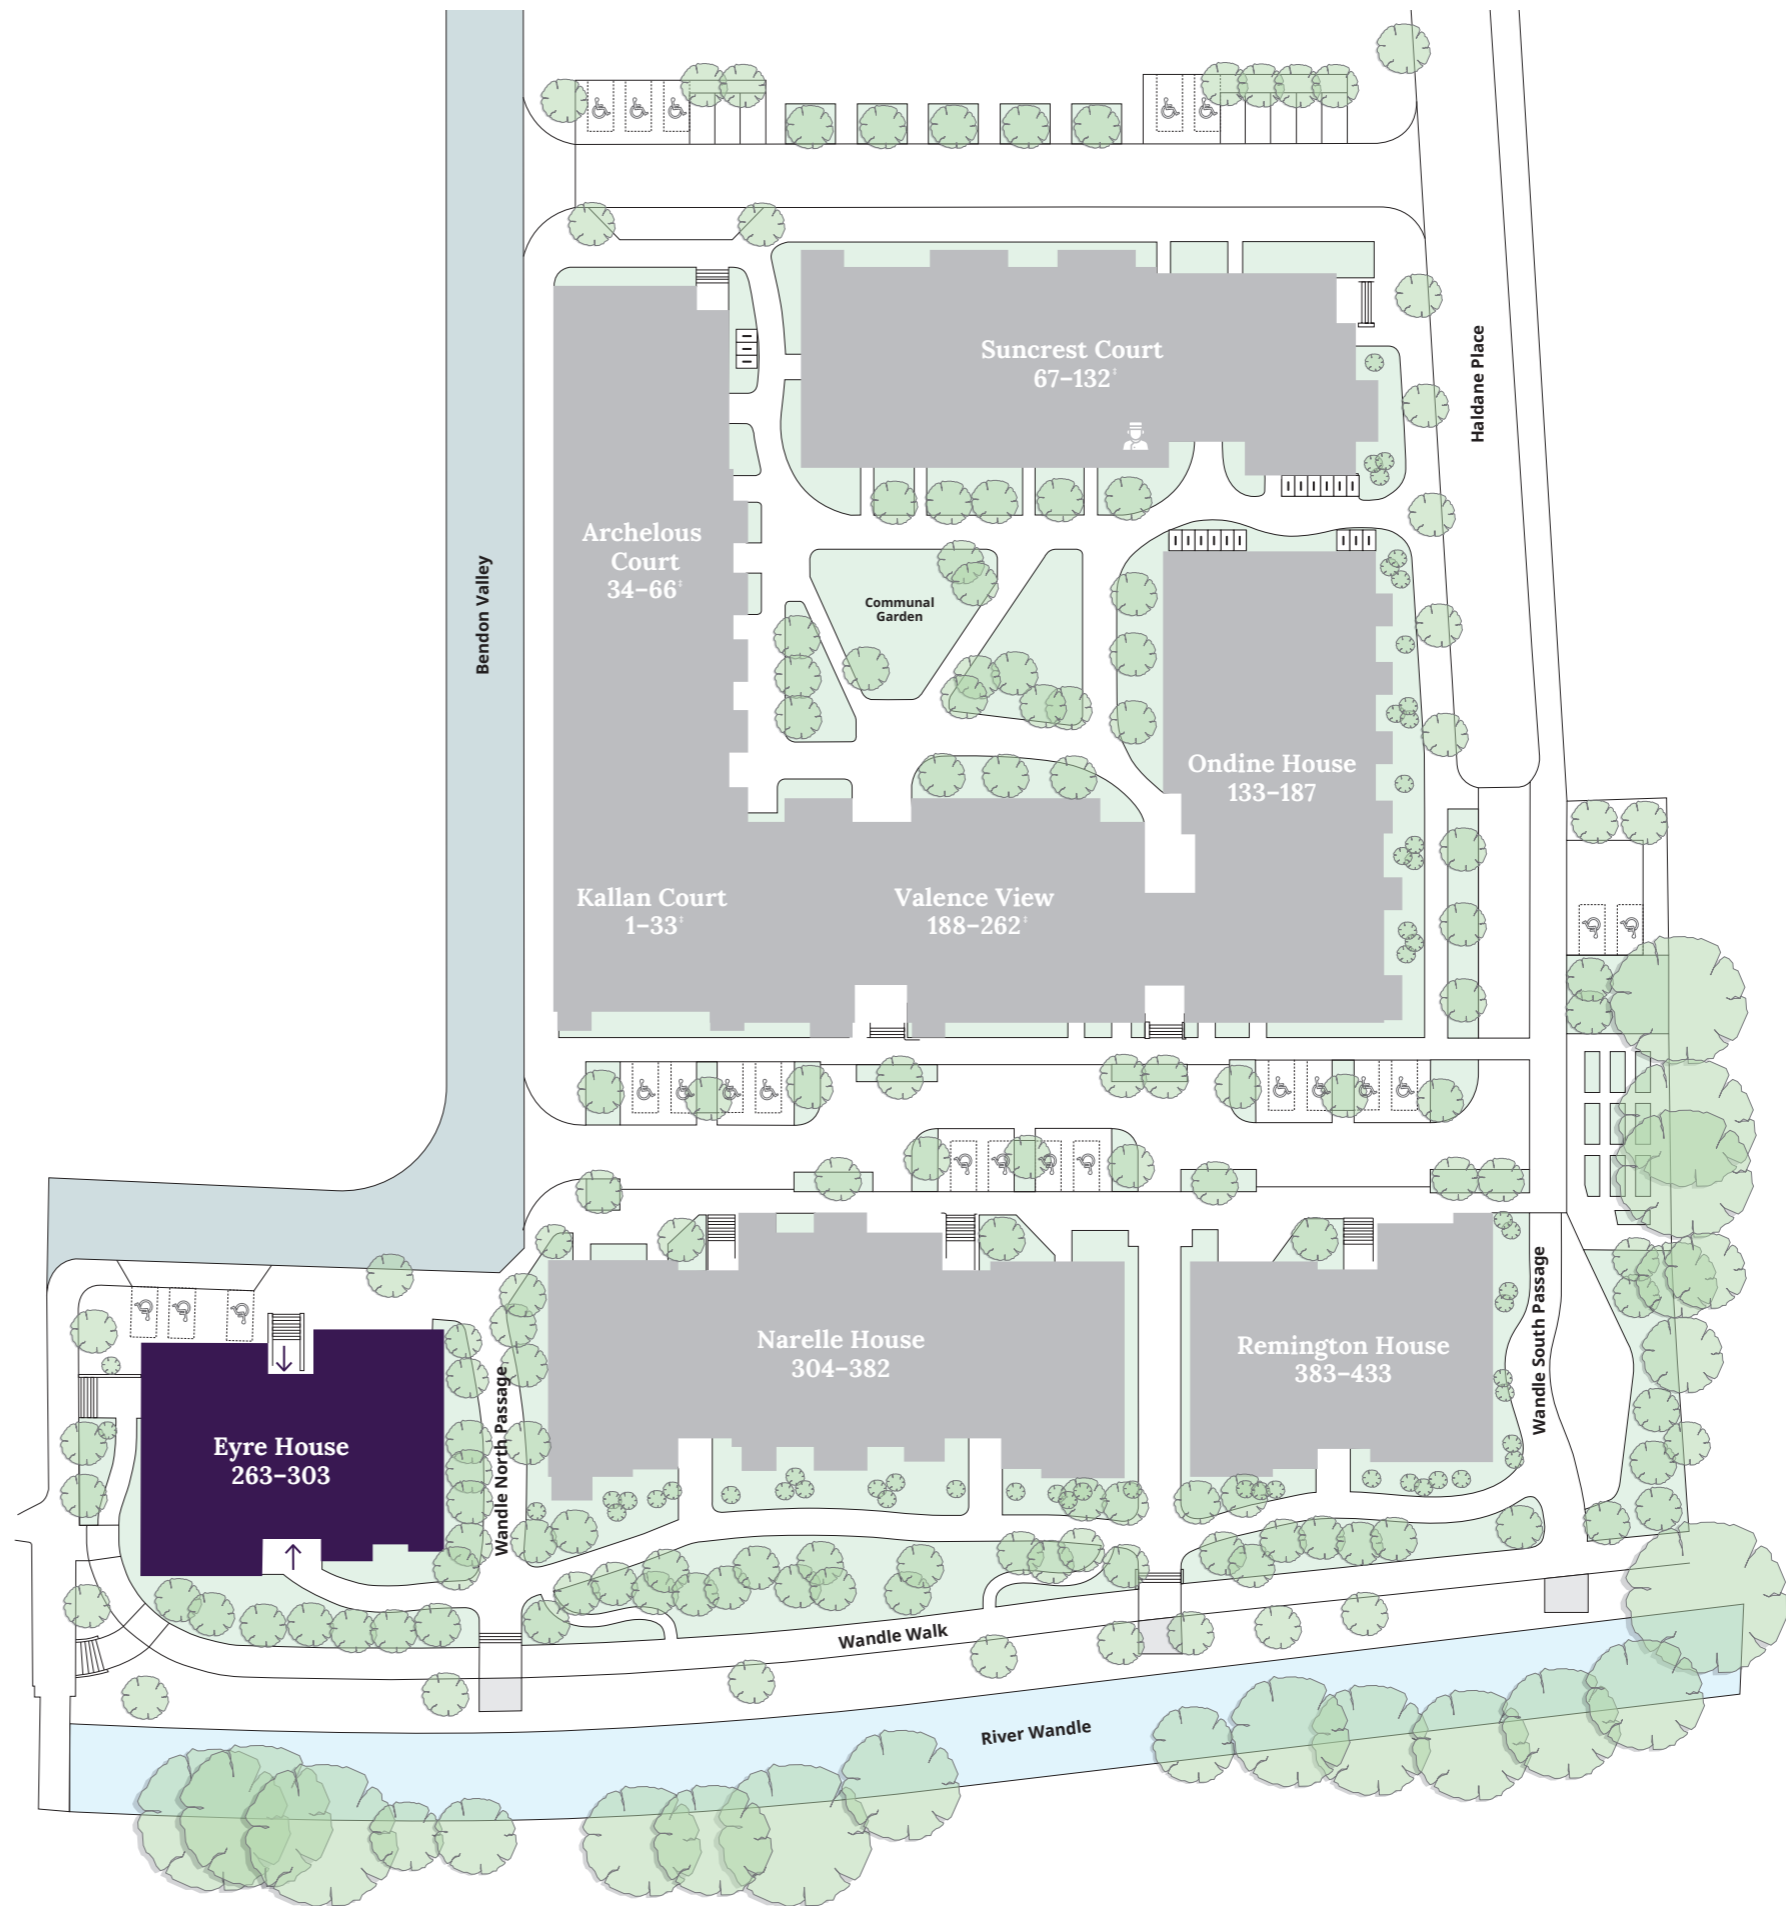 Suncrest Court
67–132‡
Haldane Place
Archelous
Court
34–66‡
Bendon Valley
Communal
Garden
Ondine House
133–187
Kallan Court
1–33‡
Valence View
188–262‡
Narelle House
304–382
Remington House
383–433
Wandle South Passage
Wandle North Passage
Eyre House
263–303
Wandle Walk
River Wandle